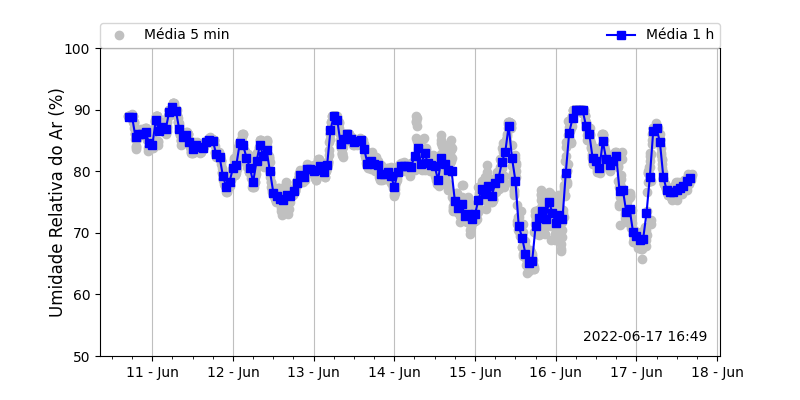 Média 5 min
Média 1 h
Umidade Relativa do Ar (%)
100
90
80
70
60
50
2022-06-17 16:49
11 - Jun
12 - Jun
13 - Jun
14 - Jun
15 - Jun
16 - Jun
17 - Jun
18 - Jun